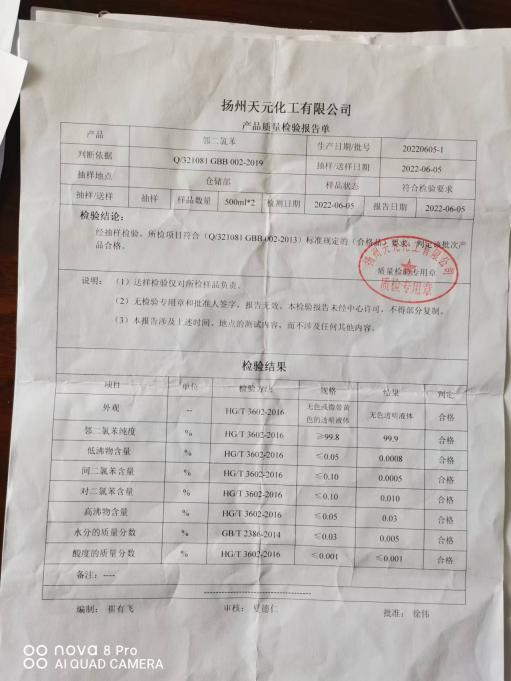 扬州天元化工有限公司
产品质量检验报告单
产品 邻二氯苯 生产日期/批号 20220605-1
判断依据 Q/321081 GBB 002-2019 抽样/送样日期 2022-06-05
抽样地点 仓储部 样品状态 符合检验要求
抽样/送样 抽样 样品数量 500ml*2 检测日期 2022-06-05 报告日期 2022-06-05
检验结论:
经抽样检验，所检项目符合（Q/321081 GBB 002-2013）标准规定的（合格品）要求，判定该批次产
品合格。
质量检验专用章
扬州天元化工有限公司
质检专用章
说明：（1）送样检验仅对所检样品负责。
（2）无检验专用章和批准人签字，报告无效。本检验报告未经中心许可，不得部分复制。
（3）本报告涉及上述时间、地点的测试内容，而不涉及任何其他内容。
检验结果
项目 单位 检验方法 规格 结果 判定
外观 -- HG/T 3602-2016 无色或微带黄色的透明液体 无色透明液体 合格
邻二氯苯纯度 % HG/T 3602-2016 ≥99.8 99.9 合格
低沸物含量 % HG/T 3602-2016 ≤0.05 0.0008 合格
间二氯苯含量 % HG/T 3602-2016 ≤0.10 0.0005 合格
对二氯苯含量 % HG/T 3602-2016 ≤0.10 0.010 合格
高沸物含量 % HG/T 3602-2016 ≤0.05 0.03 合格
水分的质量分数 % GB/T 2386-2014 ≤0.03 0.005 合格
酸度的质量分数 % HG/T 3602-2016 ≤0.001 ≤0.001 合格
备注：----
编制：崔有飞 审核：夏德仁 批准：徐伟
nova 8 Pro
AI QUAD CAMERA